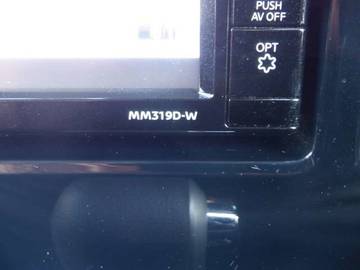 PUSH
AV OFF
OPT
MM319D-W